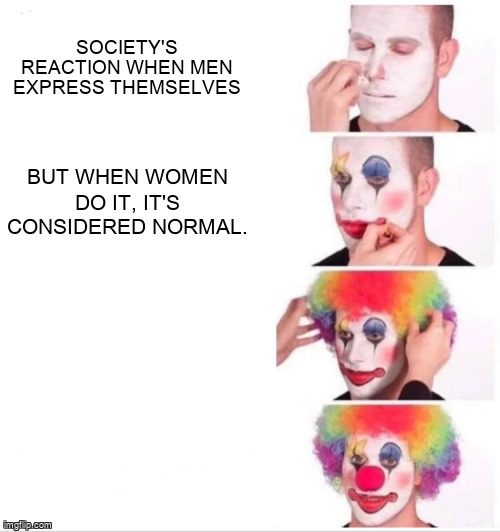 SOCIETY'S
REACTION WHEN MEN
EXPRESS THEMSELVES
BUT WHEN WOMEN
DO IT, IT'S
CONSIDERED NORMAL.
imgflip.com